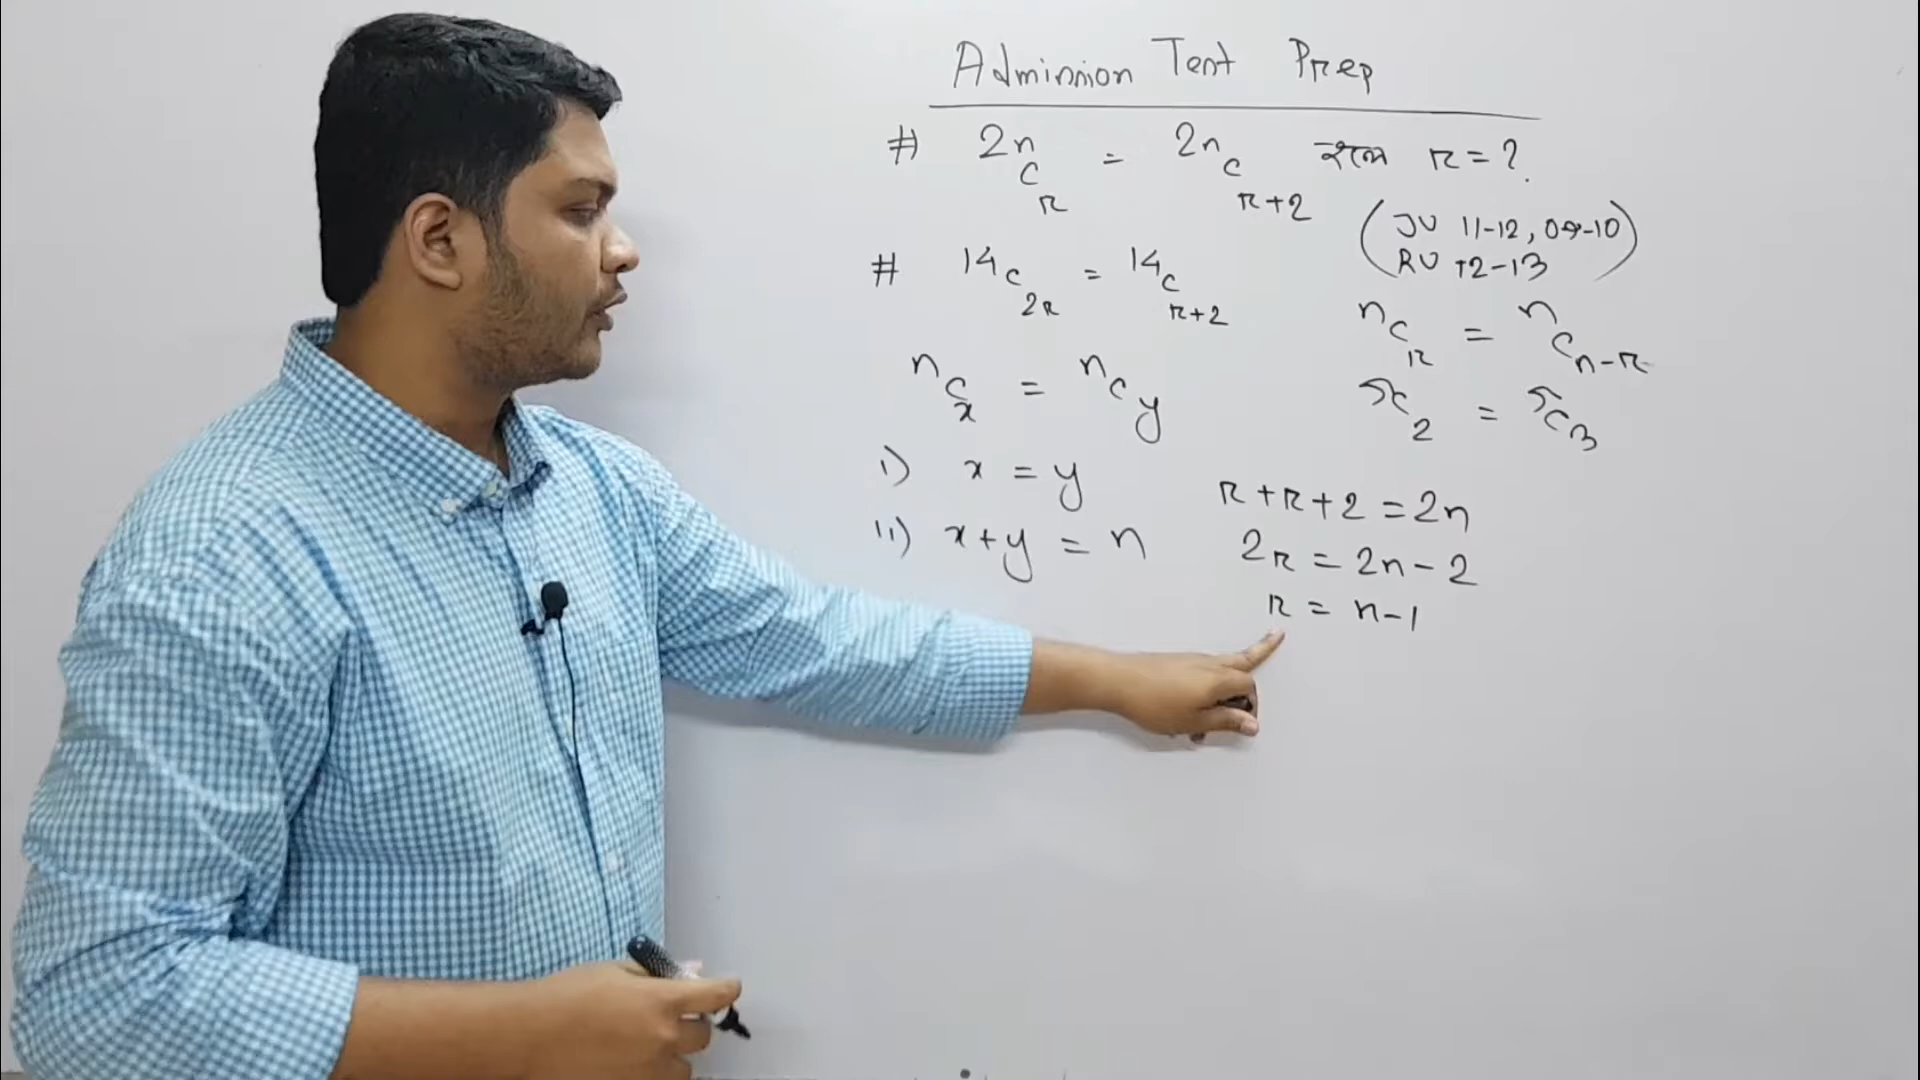 Admission Test Prep
# 2nCr = 2nCr+2 হলে r = ?
(JU 11-12, 09-10
RU 12-13)
# 14C2r = 14Cr+2
nCr = nCn-r
nCx = nCy
5C2 = 5C3
i) x = y
ii) x+y = n
r+r+2 = 2n
2r = 2n-2
r = n-1